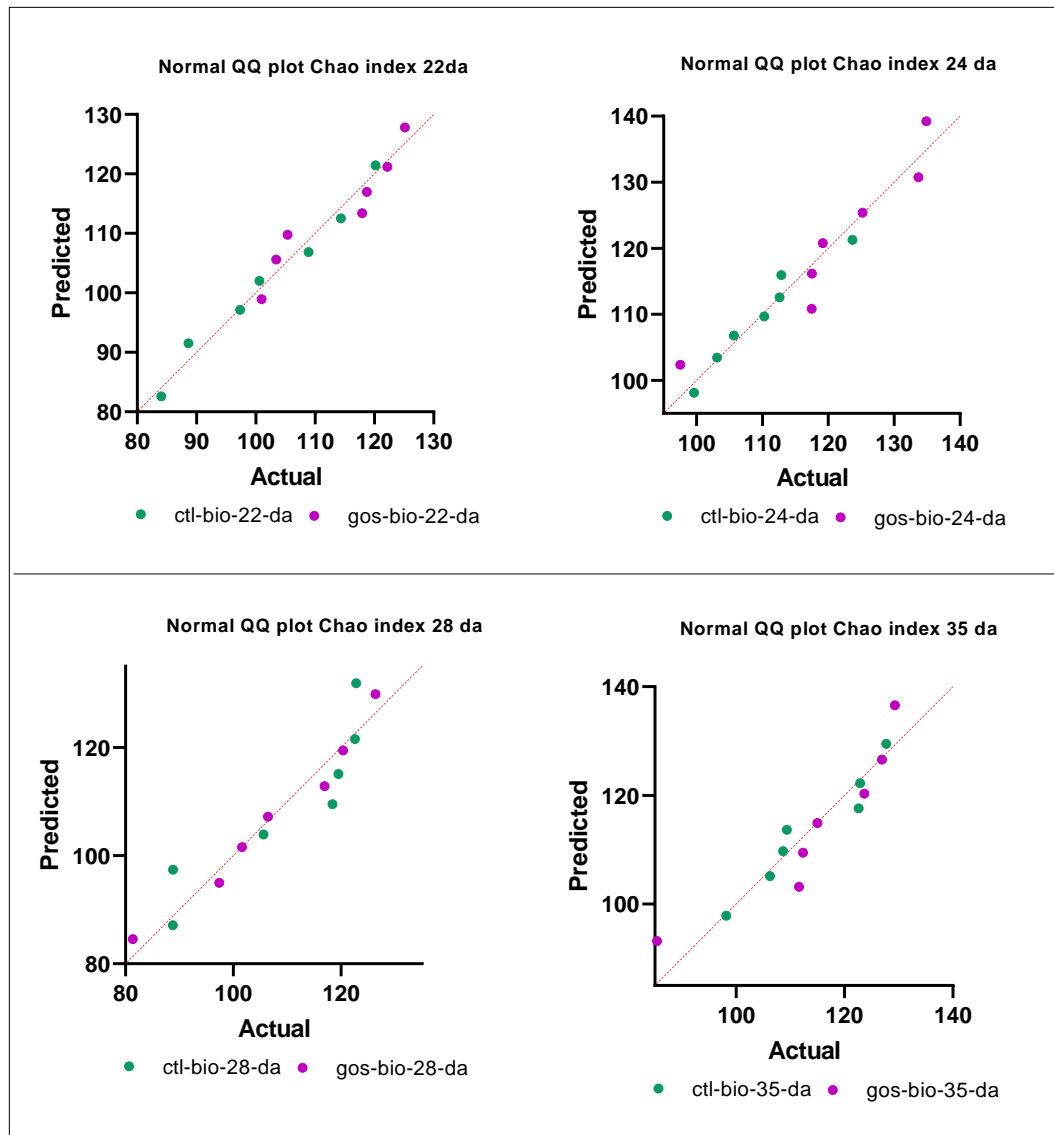 Normal QQ plot Chao index 22da
130
120
110
100
90
80
Predicted
80 90 100 110 120 130
Actual
ctl-bio-22-da gos-bio-22-da
Normal QQ plot Chao index 24 da
140
130
120
110
100
Predicted
100 110 120 130 140
Actual
ctl-bio-24-da gos-bio-24-da
Normal QQ plot Chao index 28 da
120
100
80
Predicted
80 100 120
Actual
ctl-bio-28-da gos-bio-28-da
Normal QQ plot Chao index 35 da
140
120
100
Predicted
100 120 140
Actual
ctl-bio-35-da gos-bio-35-da